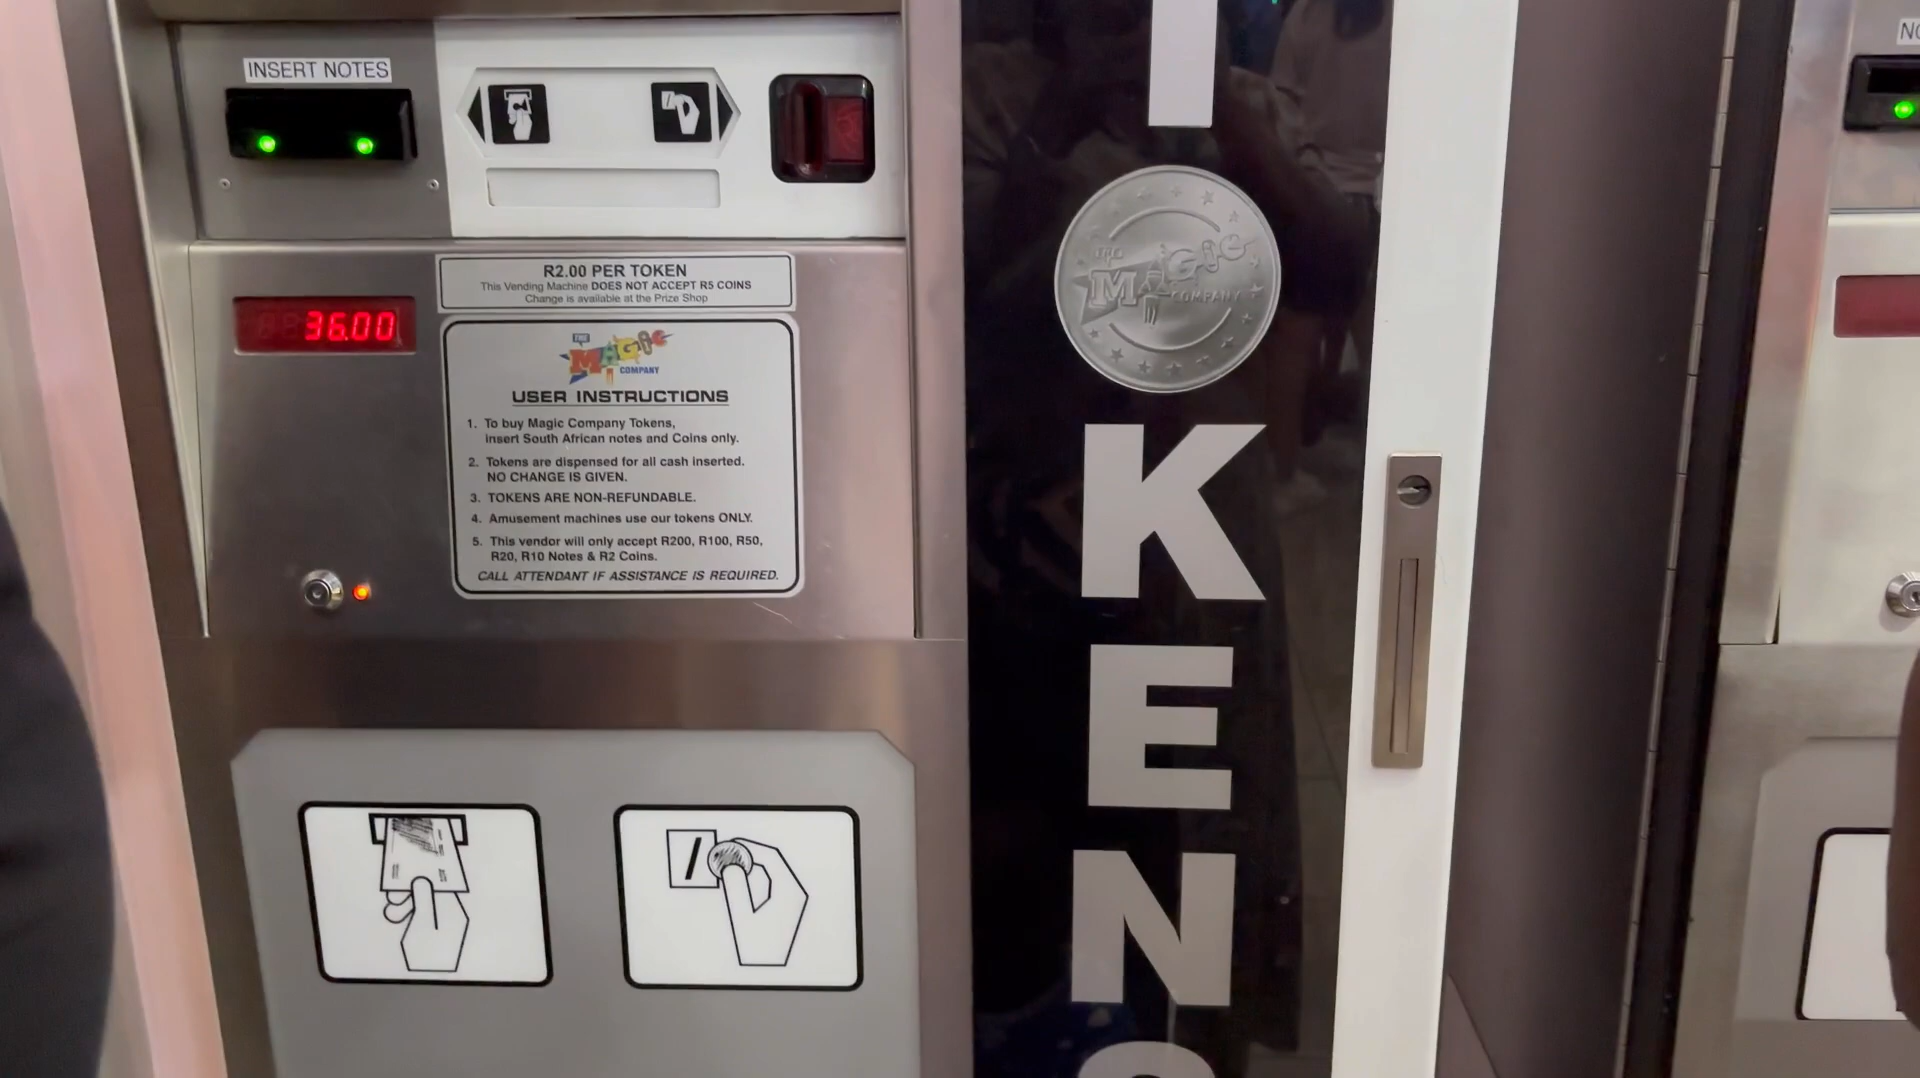 INSERT NOTES
R2.00 PER TOKEN
This Vending Machine DOES NOT ACCEPT R5 COINS
Change is available at the Prize Shop
36.00
THE
MAGIC
COMPANY
USER INSTRUCTIONS
1. To buy Magic Company Tokens,
insert South African notes and Coins only.
2. Tokens are dispensed for all cash inserted.
NO CHANGE IS GIVEN.
3. TOKENS ARE NON-REFUNDABLE.
4. Amusement machines use our tokens ONLY.
5. This vendor will only accept R200, R100, R50,
R20, R10 Notes & R2 Coins.
CALL ATTENDANT IF ASSISTANCE IS REQUIRED.
THE
MAGIC
COMPANY
T
K
E
N
S
NO